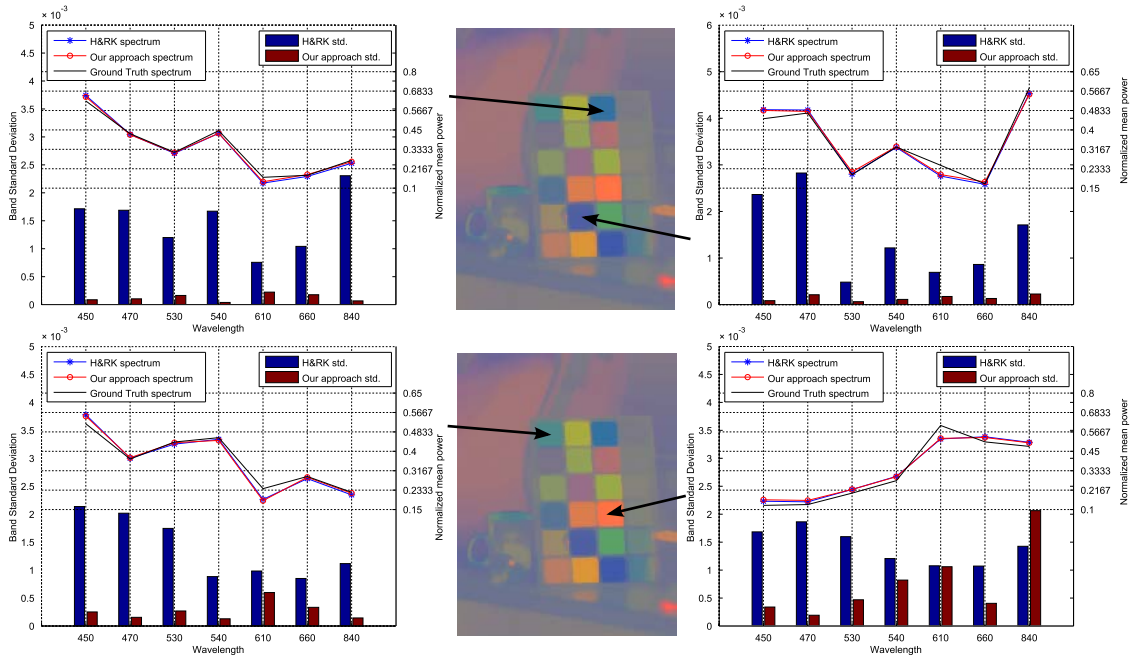 × 10⁻³
5
4.5
4
3.5
3
2.5
2
1.5
1
0.5
0
Band Standard Deviation
H&RK spectrum
Our approach spectrum
Ground Truth spectrum
H&RK std.
Our approach std.
0.8
0.6833
0.5667
0.45
0.3333
0.2167
0.1
Normalized mean power
450 470 530 540 610 660 840
Wavelength
× 10⁻³
6
5
4
3
2
1
0
Band Standard Deviation
H&RK spectrum
Our approach spectrum
Ground Truth spectrum
H&RK std.
Our approach std.
0.65
0.5667
0.4833
0.4
0.3167
0.2333
0.15
Normalized mean power
450 470 530 540 610 660 840
Wavelength
× 10⁻³
5
4.5
4
3.5
3
2.5
2
1.5
1
0.5
0
Band Standard Deviation
H&RK spectrum
Our approach spectrum
Ground Truth spectrum
H&RK std.
Our approach std.
0.65
0.5667
0.4833
0.4
0.3167
0.2333
0.15
Normalized mean power
450 470 530 540 610 660 840
Wavelength
× 10⁻³
5
4.5
4
3.5
3
2.5
2
1.5
1
0.5
0
Band Standard Deviation
H&RK spectrum
Our approach spectrum
Ground Truth spectrum
H&RK std.
Our approach std.
0.8
0.6833
0.5667
0.45
0.3333
0.2167
0.1
Normalized mean power
450 470 530 540 610 660 840
Wavelength